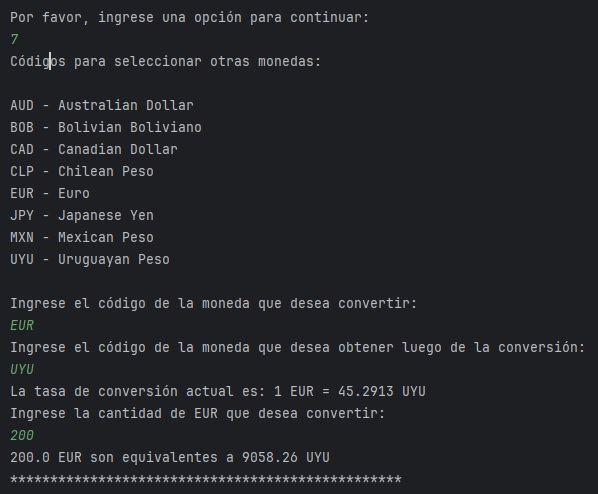 Por favor, ingrese una opción para continuar:
7
Códigos para seleccionar otras monedas:
AUD - Australian Dollar
BOB - Bolivian Boliviano
CAD - Canadian Dollar
CLP - Chilean Peso
EUR - Euro
JPY - Japanese Yen
MXN - Mexican Peso
UYU - Uruguayan Peso
Ingrese el código de la moneda que desea convertir:
EUR
Ingrese el código de la moneda que desea obtener luego de la conversión:
UYU
La tasa de conversión actual es: 1 EUR = 45.2913 UYU
Ingrese la cantidad de EUR que desea convertir:
200
200.0 EUR son equivalentes a 9058.26 UYU
*************************************************